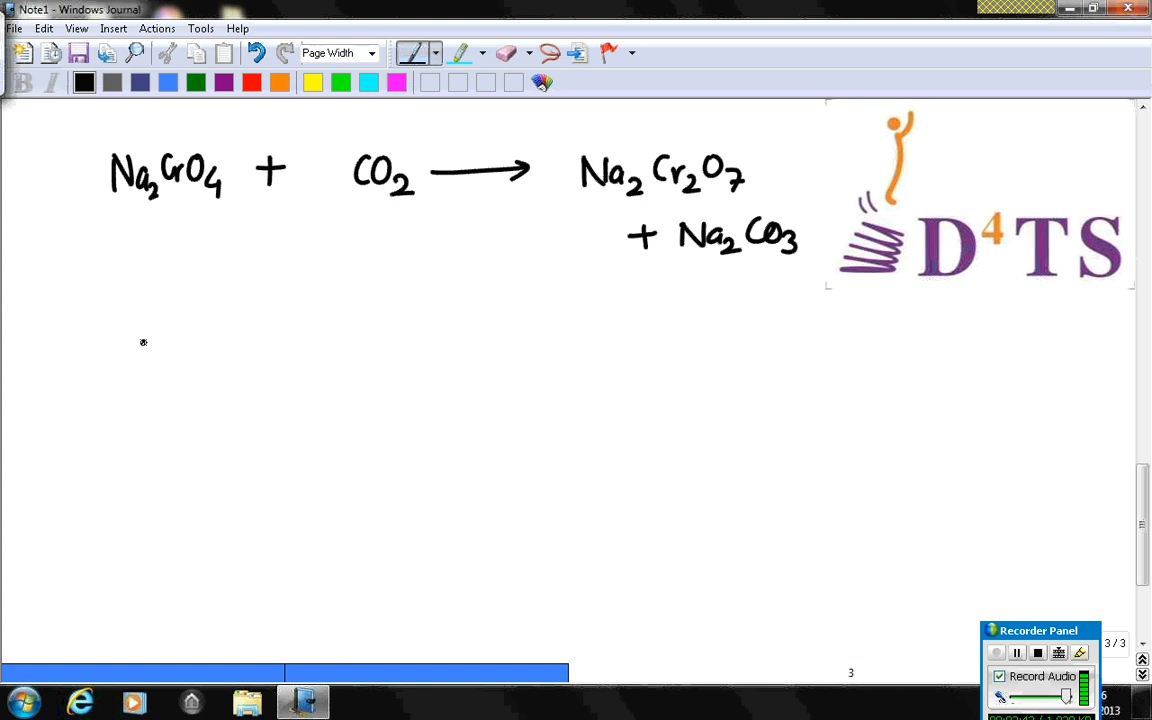 Note1 - Windows Journal
File Edit View Insert Actions Tools Help
Page Width
B I
Na₂CrO₄ + CO₂ ⟶ Na₂Cr₂O₇
+ Na₂CO₃
D⁴TS
Recorder Panel
3 / 3
Record Audio
3